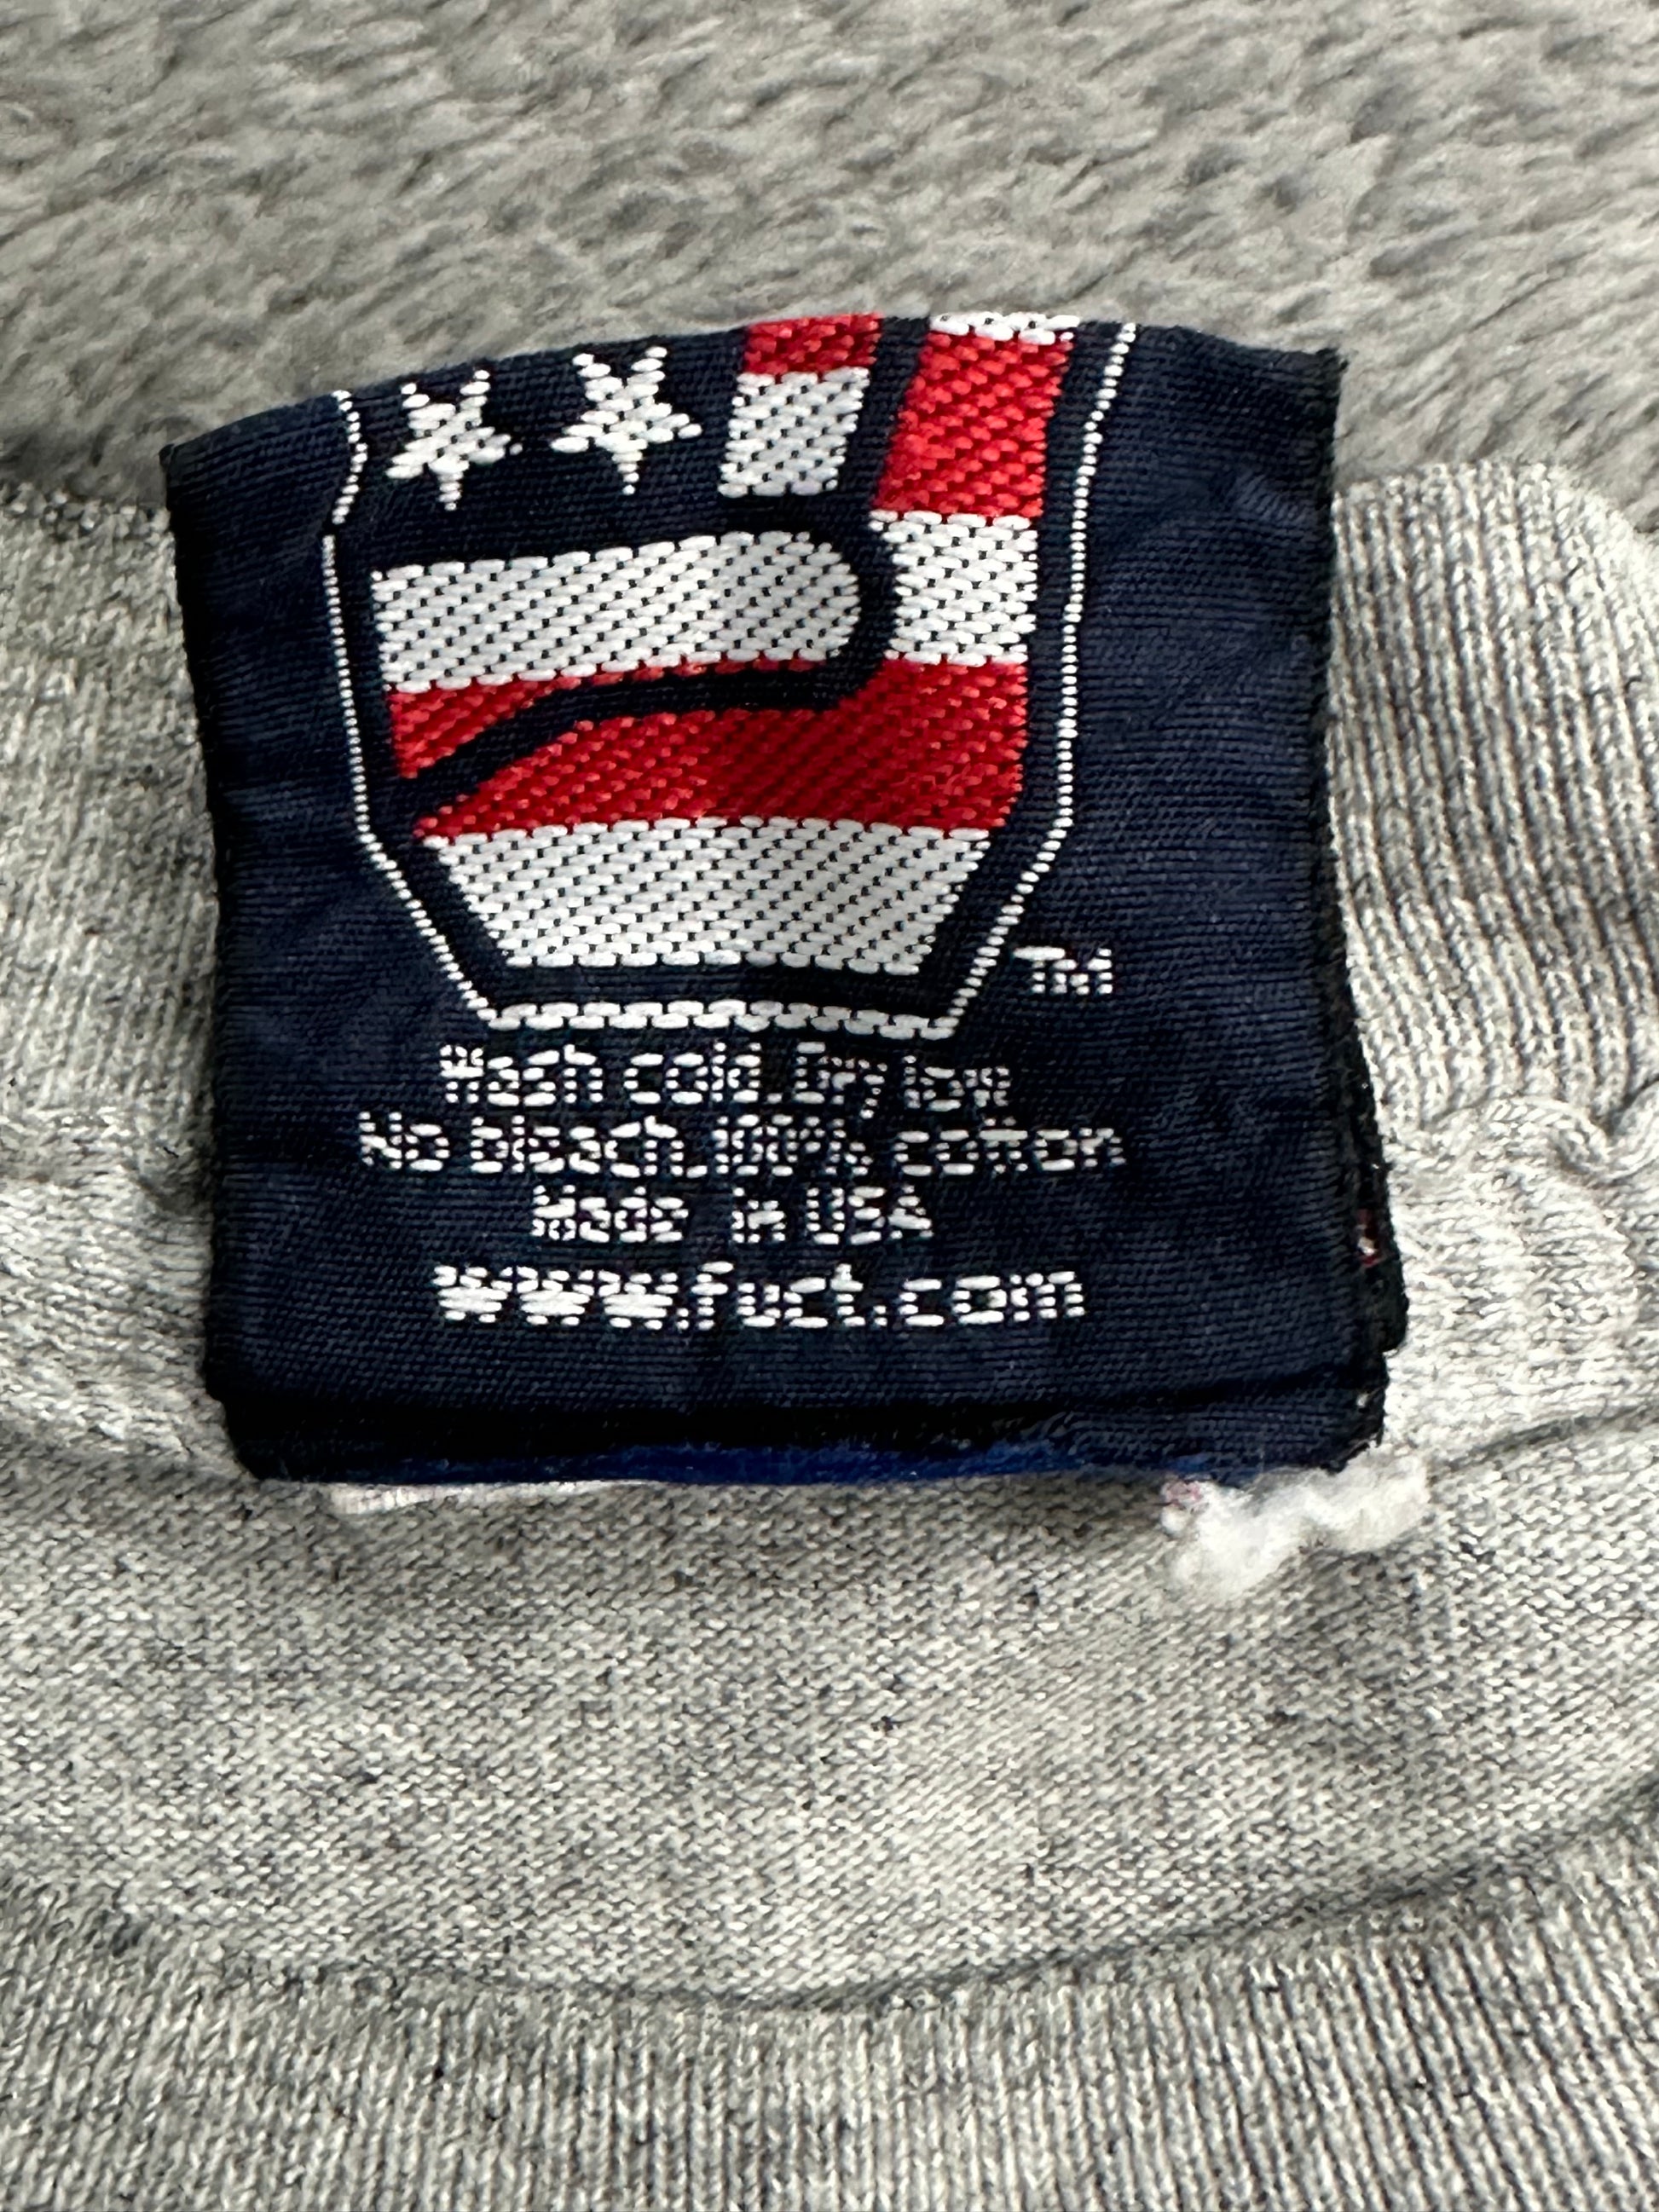 TM
Wash cold. Dry low
No bleach. 100% cotton
Made in USA
www.fuct.com